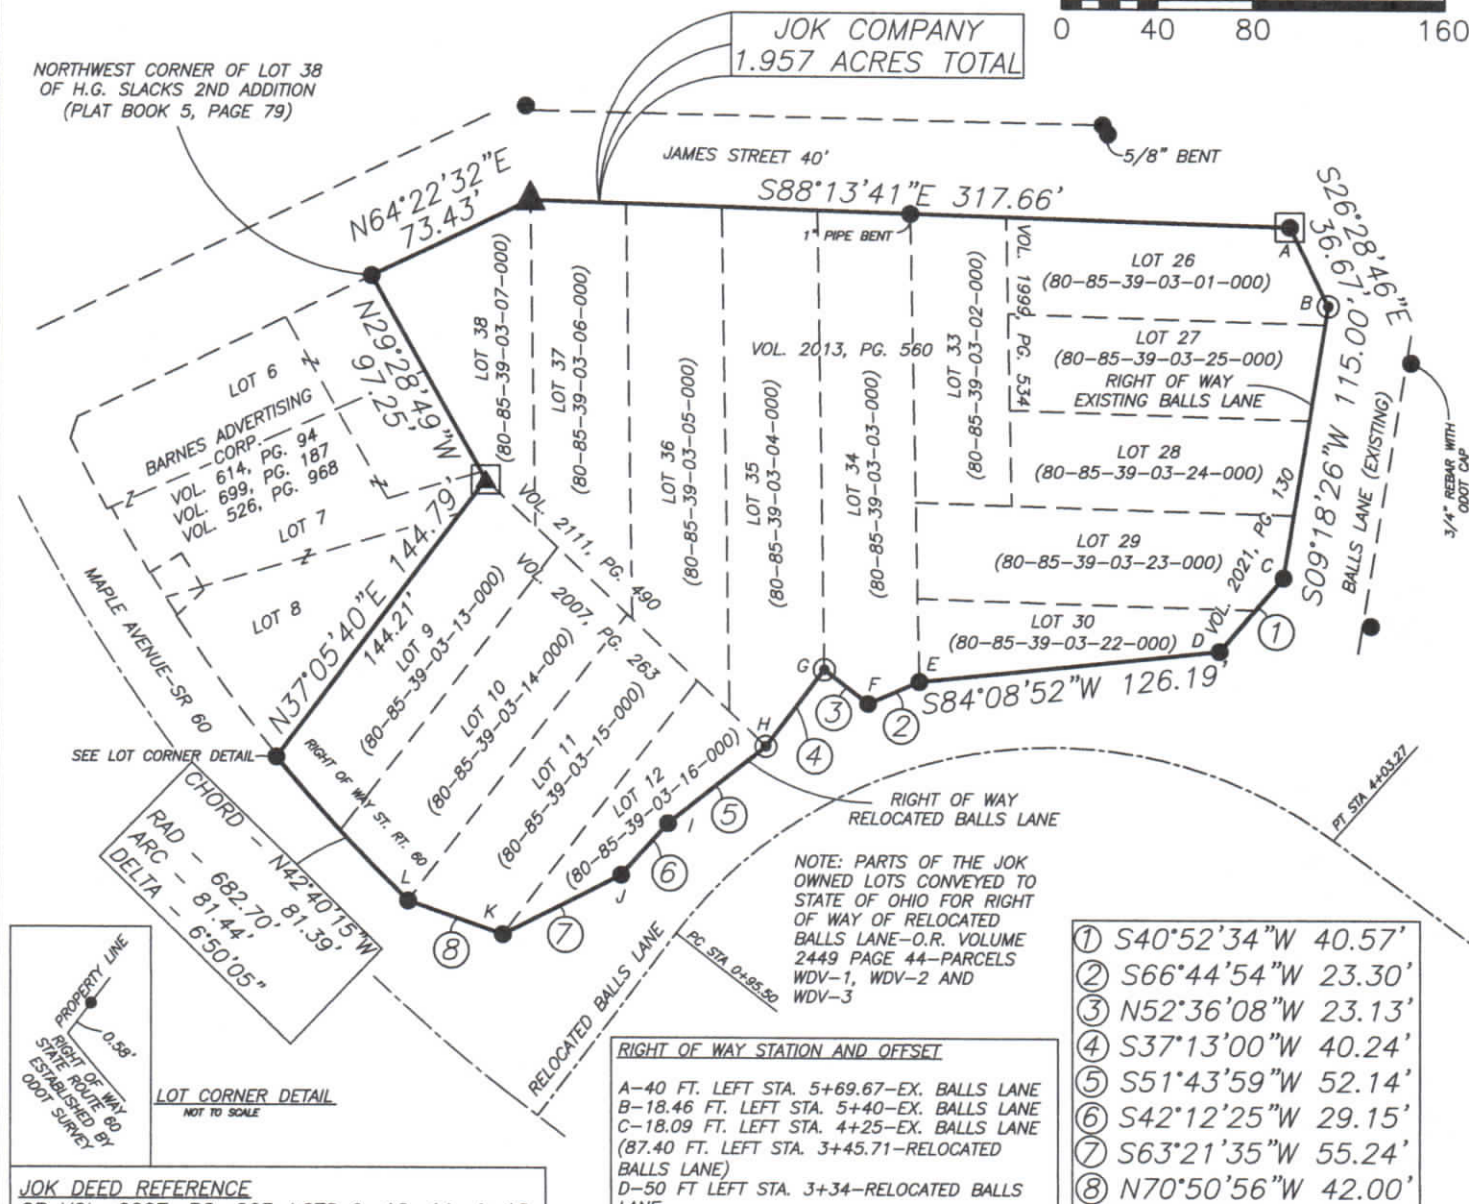 JOK COMPANY
1.957 ACRES TOTAL
0 40 80 160
NORTHWEST CORNER OF LOT 38
OF H.G. SLACKS 2ND ADDITION
(PLAT BOOK 5, PAGE 79)
JAMES STREET 40'
5/8" BENT
N64°22'32"E
73.43'
S88°13'41"E 317.66'
1" PIPE BENT
S26°28'46"E
36.67'
A
B
N29°28'49"W
97.25'
LOT 38
(80-85-39-03-07-000)
LOT 37
(80-85-39-03-06-000)
LOT 36
(80-85-39-03-05-000)
VOL. 2013, PG. 560
LOT 35
(80-85-39-03-04-000)
LOT 34
(80-85-39-03-03-000)
LOT 33
(80-85-39-03-02-000)
VOL. 1999, PG. 534
LOT 26
(80-85-39-03-01-000)
LOT 27
(80-85-39-03-25-000)
RIGHT OF WAY
EXISTING BALLS LANE
LOT 28
(80-85-39-03-24-000)
LOT 29
(80-85-39-03-23-000)
LOT 30
(80-85-39-03-22-000)
VOL. 2021, PG. 130
S09°18'26"W 115.00'
BALLS LANE (EXISTING)
3/4" REBAR WITH
ODOT CAP
C
1
D
S84°08'52"W 126.19'
E
2
F
3
G
4
H
5
I
6
J
7
K
8
L
LOT 6
BARNES ADVERTISING
CORP.
VOL. 614, PG. 94
VOL. 699, PG. 187
VOL. 526, PG. 968
Z
Z
Z
Z
LOT 7
LOT 8
MAPLE AVENUE-SR 60
N37°05'40"E 144.79'
144.21'
VOL. 2111, PG. 490
VOL. 2007, PG. 263
LOT 9
(80-85-39-03-13-000)
LOT 10
(80-85-39-03-14-000)
LOT 11
(80-85-39-03-15-000)
LOT 12
(80-85-39-03-16-000)
SEE LOT CORNER DETAIL
RIGHT OF WAY ST. RT. 60
CHORD - N42°40'15"W
81.39'
RAD - 682.70'
ARC - 81.44'
DELTA - 6°50'05"
RIGHT OF WAY
RELOCATED BALLS LANE
PT STA 4+03.27
PC STA 0+95.50
RELOCATED BALLS LANE
NOTE: PARTS OF THE JOK
OWNED LOTS CONVEYED TO
STATE OF OHIO FOR RIGHT
OF WAY OF RELOCATED
BALLS LANE-O.R. VOLUME
2449 PAGE 44-PARCELS
WDV-1, WDV-2 AND
WDV-3
1 S40°52'34"W 40.57'
2 S66°44'54"W 23.30'
3 N52°36'08"W 23.13'
4 S37°13'00"W 40.24'
5 S51°43'59"W 52.14'
6 S42°12'25"W 29.15'
7 S63°21'35"W 55.24'
8 N70°50'56"W 42.00'
PROPERTY LINE
0.58'
RIGHT OF WAY
STATE ROUTE 60
ESTABLISHED BY
ODOT SURVEY
LOT CORNER DETAIL
NOT TO SCALE
RIGHT OF WAY STATION AND OFFSET
A-40 FT. LEFT STA. 5+69.67-EX. BALLS LANE
B-18.46 FT. LEFT STA. 5+40-EX. BALLS LANE
C-18.09 FT. LEFT STA. 4+25-EX. BALLS LANE
(87.40 FT. LEFT STA. 3+45.71-RELOCATED
BALLS LANE)
D-50 FT LEFT STA. 3+34-RELOCATED BALLS
JOK DEED REFERENCE